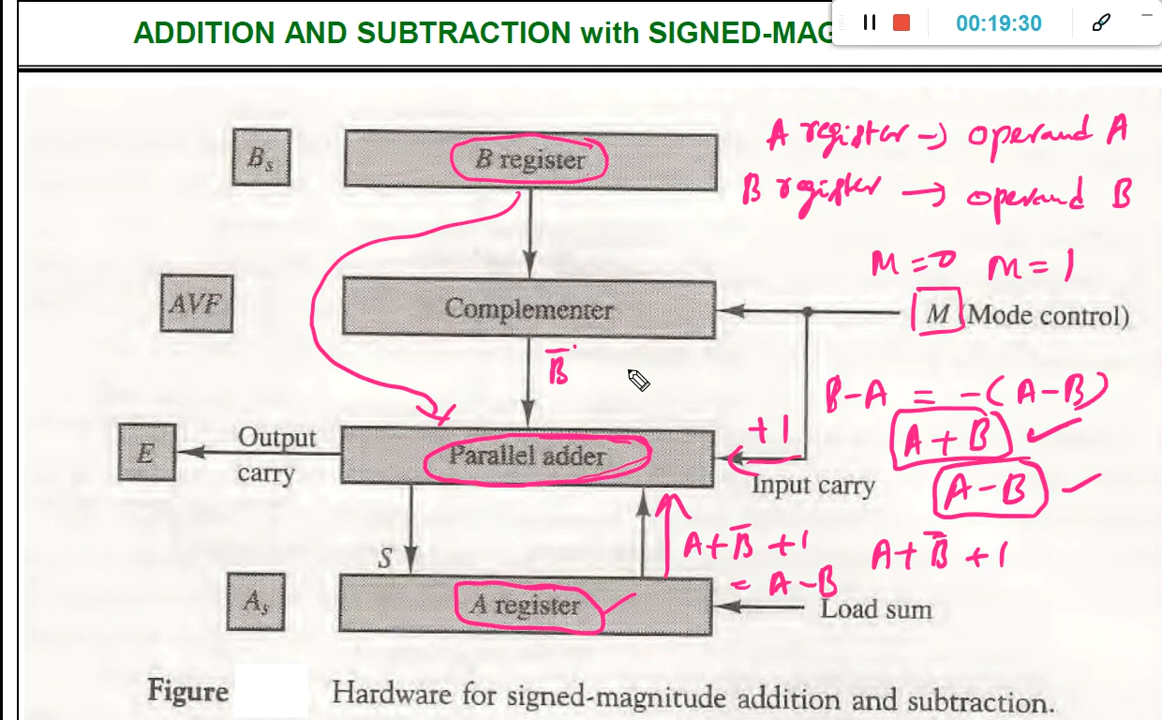 ADDITION AND SUBTRACTION with SIGNED-MAG
00:19:30
Bs
B register
A register → operand A
B register → operand B
M = 0 M = 1
AVF
Complementer
M (Mode control)
B̅
B-A = -(A-B)
+1
A+B ✓
E
Output carry
Parallel adder
Input carry
A-B ✓
S
A+B̅+1
= A-B
A+B̅+1
As
A register ✓
Load sum
Figure Hardware for signed-magnitude addition and subtraction.